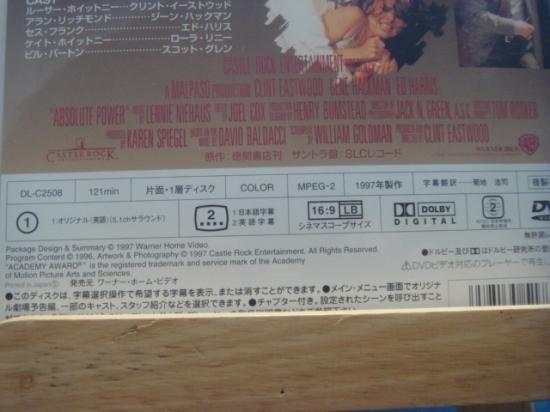 CAST
ルーサー・ホイットニー クリント・イーストウッド
アラン・リッチモンド ジーン・ハックマン
セス・フランク エド・ハリス
ケイト・ホイットニー ローラ・リニー
ビル・バートン スコット・グレン
CASTLE ROCK ENTERTAINMENT
A MALPASO PRODUCTION CLINT EASTWOOD GENE HACKMAN ED HARRIS
"ABSOLUTE POWER" LENNIE NIEHAUS JOEL COX HENRY BUMSTEAD JACK N. GREEN, A.S.C. TOM ROOKER
KAREN SPIEGEL DAVID BALDACCI WILLIAM GOLDMAN CLINT EASTWOOD
CASTLE ROCK
原作:徳間書店刊 サントラ盤:SLCレコード
DL-C2508 121min 片面・1層ディスク COLOR MPEG-2 1997年製作 字幕翻訳
1 1:オリジナル(英語)(5.1chサラウンド) 2 1:日本語字幕 2:英語字幕 16:9 LB シネマスコープサイズ DOLBY DIGITAL
Package Design & Summary © 1997 Warner Home Video.
Program Content © 1996, Artwork & Photography © 1997 Castle Rock Entertainment. All Rights Reserved.
"ACADEMY AWARD®" is the registered trademark and service mark of the Academy
of Motion Picture Arts and Sciences.
Printed in Japan 発売元 ワーナー・ホーム・ビデオ
●ドルビー及びはドルビー研究所の登
DVDビデオ対応のプレーヤーで再生し
●このディスクは、字幕選択操作で希望する字幕を表示、または消すことができます。 ●メイン・メニュー画面でオリジナ
ル劇場予告編、一部のキャスト、スタッフ紹介などを選択できます。 ●チャプター付き。設定されたシーンを呼び出すこと